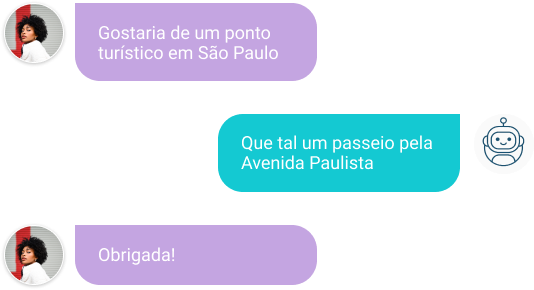 Gostaria de um ponto
turístico em São Paulo
Que tal um passeio pela
Avenida Paulista
Obrigada!